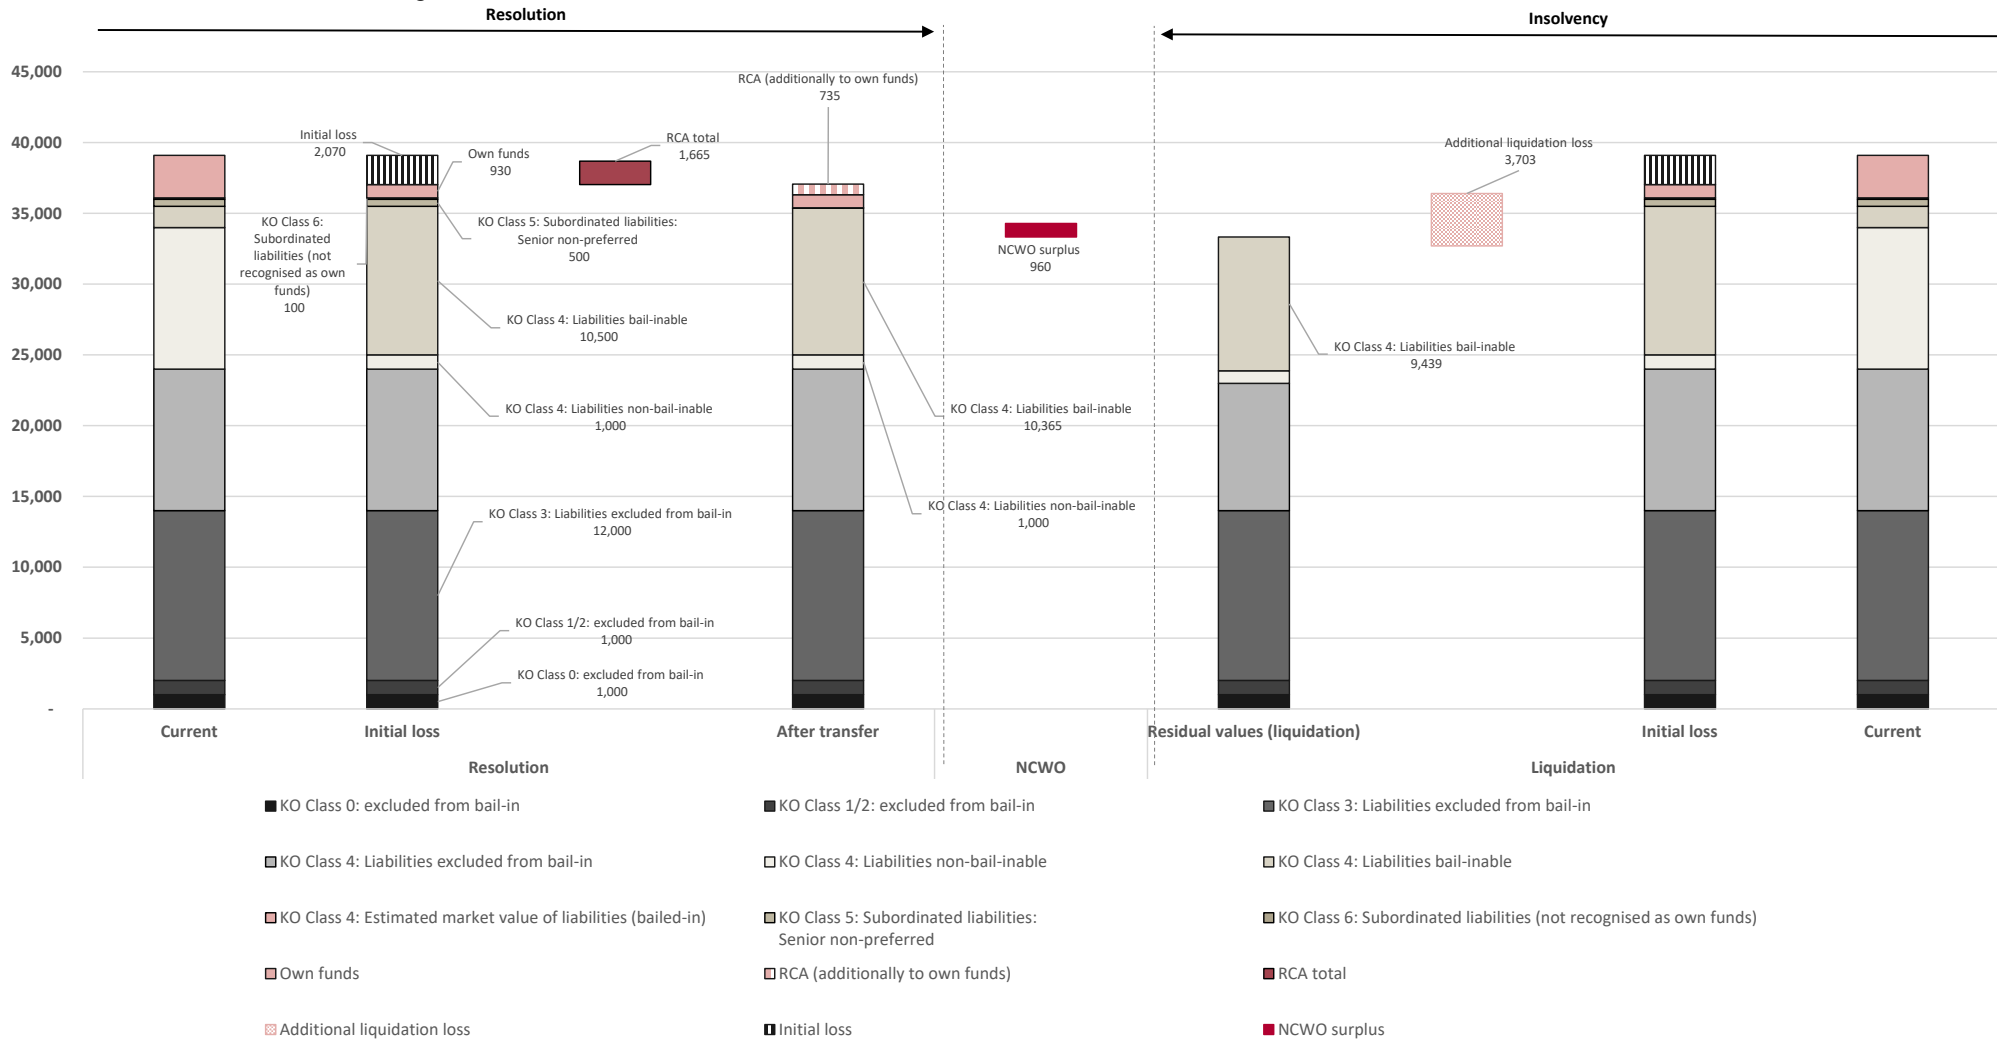 Resolution
Insolvency
45,000
40,000
35,000
30,000
25,000
20,000
15,000
10,000
5,000
-
Initial loss
2,070
Own funds
930
RCA total
1,665
RCA (additionally to own funds)
735
KO Class 6:
Subordinated
liabilities (not
recognised as own
funds)
100
KO Class 5: Subordinated liabilities:
Senior non-preferred
500
KO Class 4: Liabilities bail-inable
10,500
KO Class 4: Liabilities non-bail-inable
1,000
KO Class 3: Liabilities excluded from bail-in
12,000
KO Class 1/2: excluded from bail-in
1,000
KO Class 0: excluded from bail-in
1,000
KO Class 4: Liabilities bail-inable
10,365
KO Class 4: Liabilities non-bail-inable
1,000
NCWO surplus
960
KO Class 4: Liabilities bail-inable
9,439
Additional liquidation loss
3,703
Current
Initial loss
After transfer
Residual values (liquidation)
Initial loss
Current
Resolution
NCWO
Liquidation
KO Class 0: excluded from bail-in
KO Class 1/2: excluded from bail-in
KO Class 3: Liabilities excluded from bail-in
KO Class 4: Liabilities excluded from bail-in
KO Class 4: Liabilities non-bail-inable
KO Class 4: Liabilities bail-inable
KO Class 4: Estimated market value of liabilities (bailed-in)
KO Class 5: Subordinated liabilities:
Senior non-preferred
KO Class 6: Subordinated liabilities (not recognised as own funds)
Own funds
RCA (additionally to own funds)
RCA total
Additional liquidation loss
Initial loss
NCWO surplus